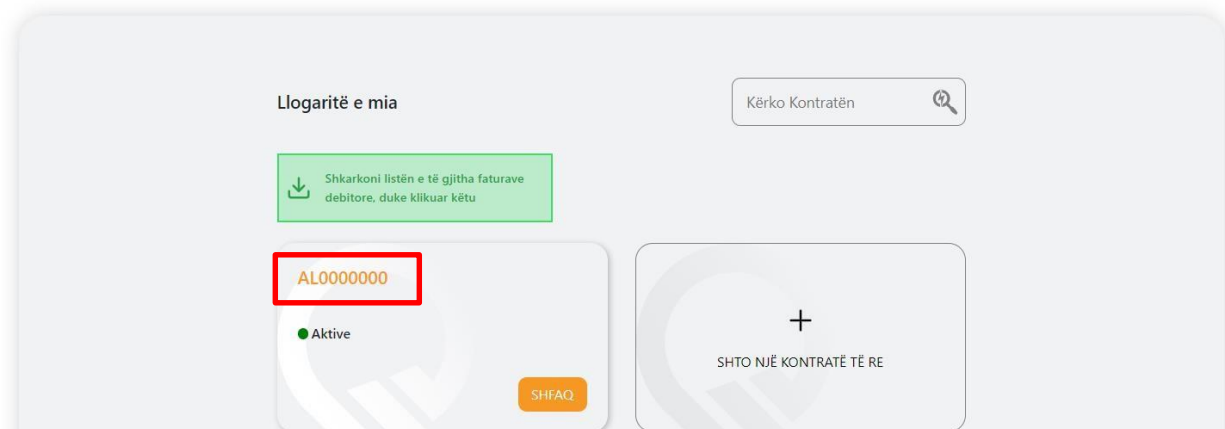 Llogaritë e mia
Kërko Kontratën
Shkarkoni listën e të gjitha faturave
debitore, duke klikuar këtu
AL0000000
Aktive
SHFAQ
SHTO NJË KONTRATË TË RE